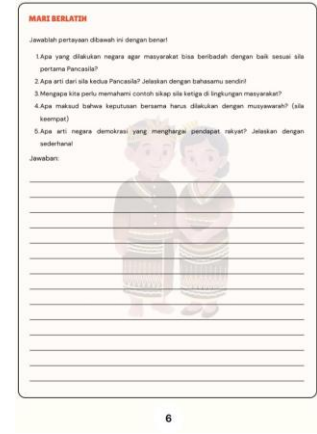 MARI BERLATIH
Jawablah pertayaan dibawah ini dengan benar!
1.Apa yang dilakukan negara agar masyarakat bisa beribadah dengan baik sesuai sila
pertama Pancasila?
2.Apa arti dari sila kedua Pancasila? Jelaskan dengan bahasamu sendiri!
3.Mengapa kita perlu memahami contoh sikap sila ketiga di lingkungan masyarakat?
4.Apa maksud bahwa keputusan bersama harus dilakukan dengan musyawarah? (sila
keempat)
5.Apa arti negara demokrasi yang menghargai pendapat rakyat? Jelaskan dengan
sederhana!
Jawaban:
6